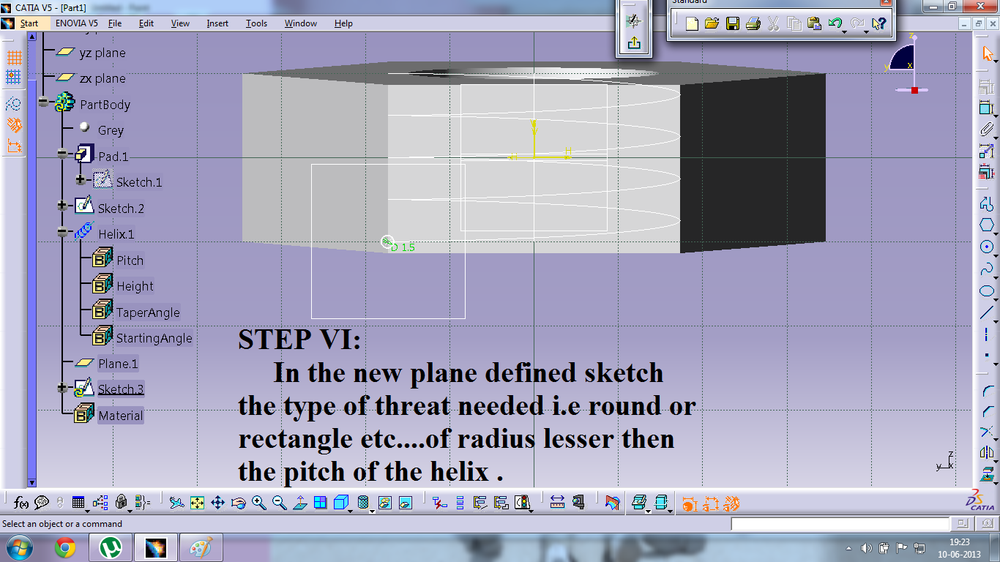 CATIA V5 - [Part1]
Standard
Start ENOVIA V5 File Edit View Insert Tools Window Help
yz plane
zx plane
PartBody
Grey
Pad.1
Sketch.1
Sketch.2
Helix.1
Pitch
Height
TaperAngle
StartingAngle
Plane.1
Sketch.3
Material
z
y x
V
H
D 1.5
STEP VI:
In the new plane defined sketch
the type of threat needed i.e round or
rectangle etc....of radius lesser then
the pitch of the helix .
z
y x
f(x)
DS
CATIA
Select an object or a command
19:23
10-06-2013